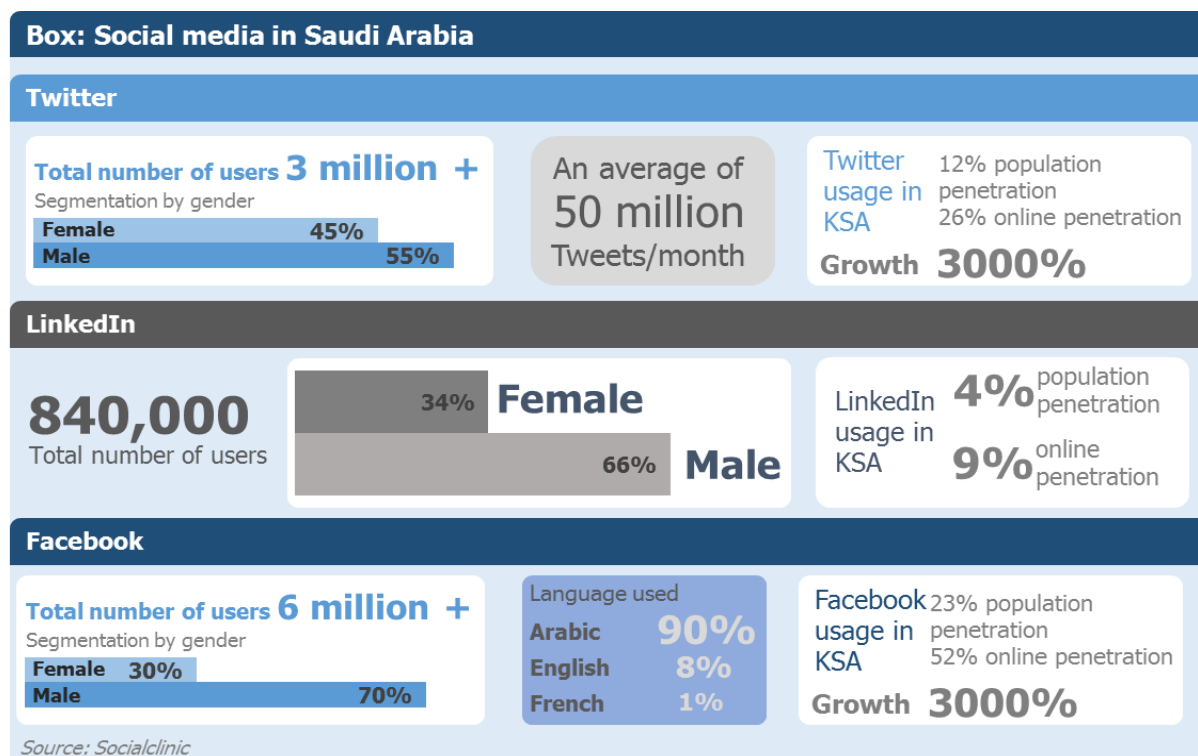 Box: Social media in Saudi Arabia
Twitter
Total number of users 3 million +
Segmentation by gender
Female 45%
Male 55%
An average of
50 million
Tweets/month
Twitter
usage in
KSA
12% population
penetration
26% online penetration
Growth 3000%
LinkedIn
840,000
Total number of users
34% Female
66% Male
LinkedIn
usage in
KSA
4% population
penetration
9% online
penetration
Facebook
Total number of users 6 million +
Segmentation by gender
Female 30%
Male 70%
Language used
Arabic 90%
English 8%
French 1%
Facebook
usage in
KSA
23% population
penetration
52% online penetration
Growth 3000%
Source: Socialclinic